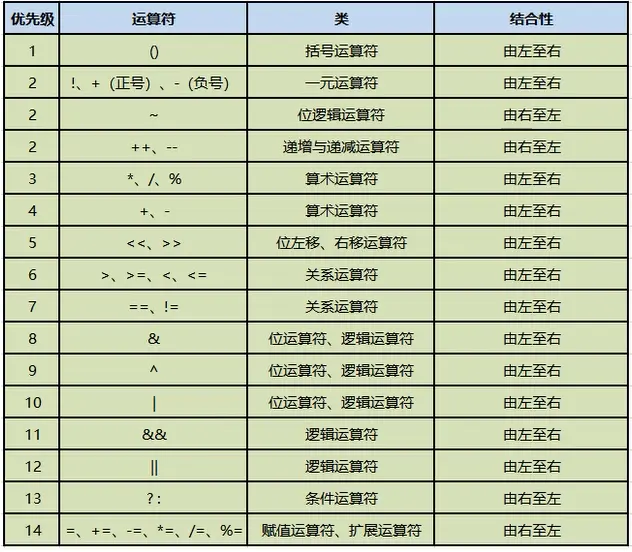 优先级 运算符 类 结合性
1 () 括号运算符 由左至右
2 !、+（正号）、-（负号） 一元运算符 由左至右
2 ~ 位逻辑运算符 由右至左
2 ++、-- 递增与递减运算符 由右至左
3 *、/、% 算术运算符 由左至右
4 +、- 算术运算符 由左至右
5 <<、>> 位左移、右移运算符 由左至右
6 >、>=、<、<= 关系运算符 由左至右
7 ==、!= 关系运算符 由左至右
8 & 位运算符、逻辑运算符 由左至右
9 ^ 位运算符、逻辑运算符 由左至右
10 | 位运算符、逻辑运算符 由左至右
11 && 逻辑运算符 由左至右
12 || 逻辑运算符 由左至右
13 ?: 条件运算符 由右至左
14 =、+=、-=、*=、/=、%= 赋值运算符、扩展运算符 由右至左